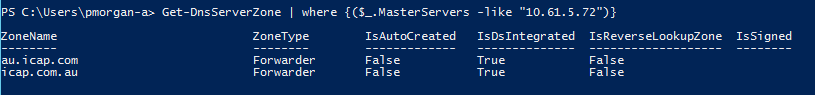 PS C:\Users\pmorgan-a> Get-DnsServerZone | where {($_.MasterServers -like "10.61.5.72")}
ZoneName ZoneType IsAutoCreated IsDsIntegrated IsReverseLookupZone IsSigned
-------- -------- ------------- -------------- ------------------- --------
au.icap.com Forwarder False True False
icap.com.au Forwarder False True False